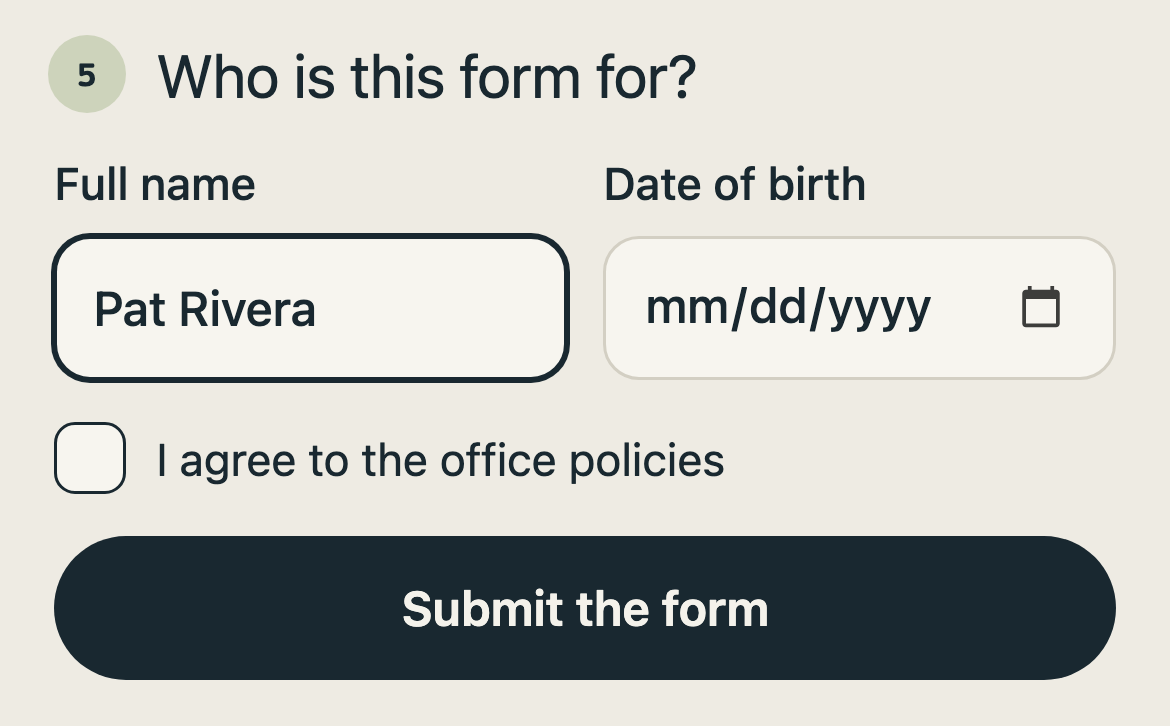 5 Who is this form for?
Full name
Date of birth
Pat Rivera
mm/dd/yyyy
I agree to the office policies
Submit the form